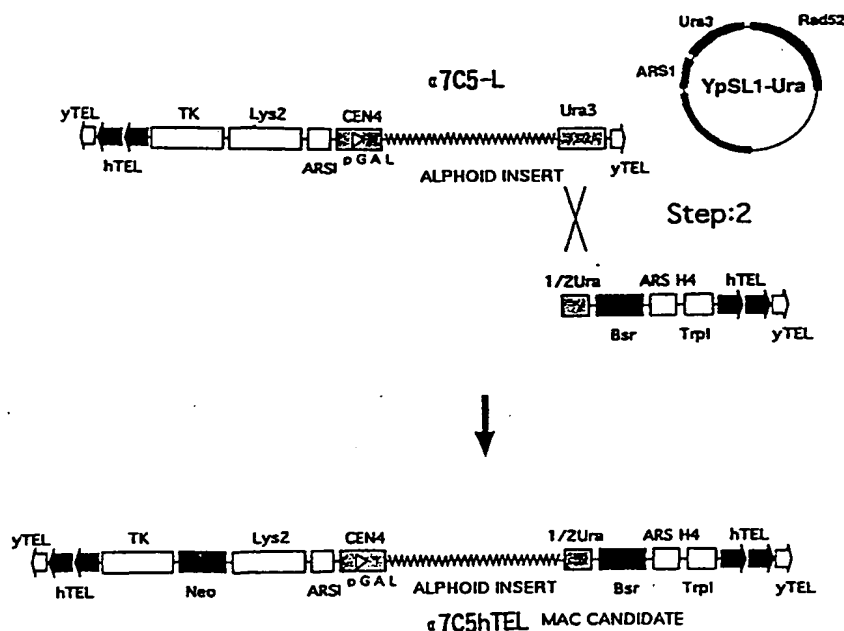 Ura3 Rad52
ARS1
YpSL1-Ura
α7C5-L
yTEL TK Lys2 CEN4 Ura3
hTEL ARSI pGAL yTEL
ALPHOID INSERT
Step:2
1/2Ura ARS H4 hTEL
Bsr TrpI yTEL
yTEL TK Lys2 CEN4 1/2Ura ARS H4 hTEL
hTEL Neo ARSI pGAL ALPHOID INSERT Bsr TrpI yTEL
α7C5hTEL MAC CANDIDATE